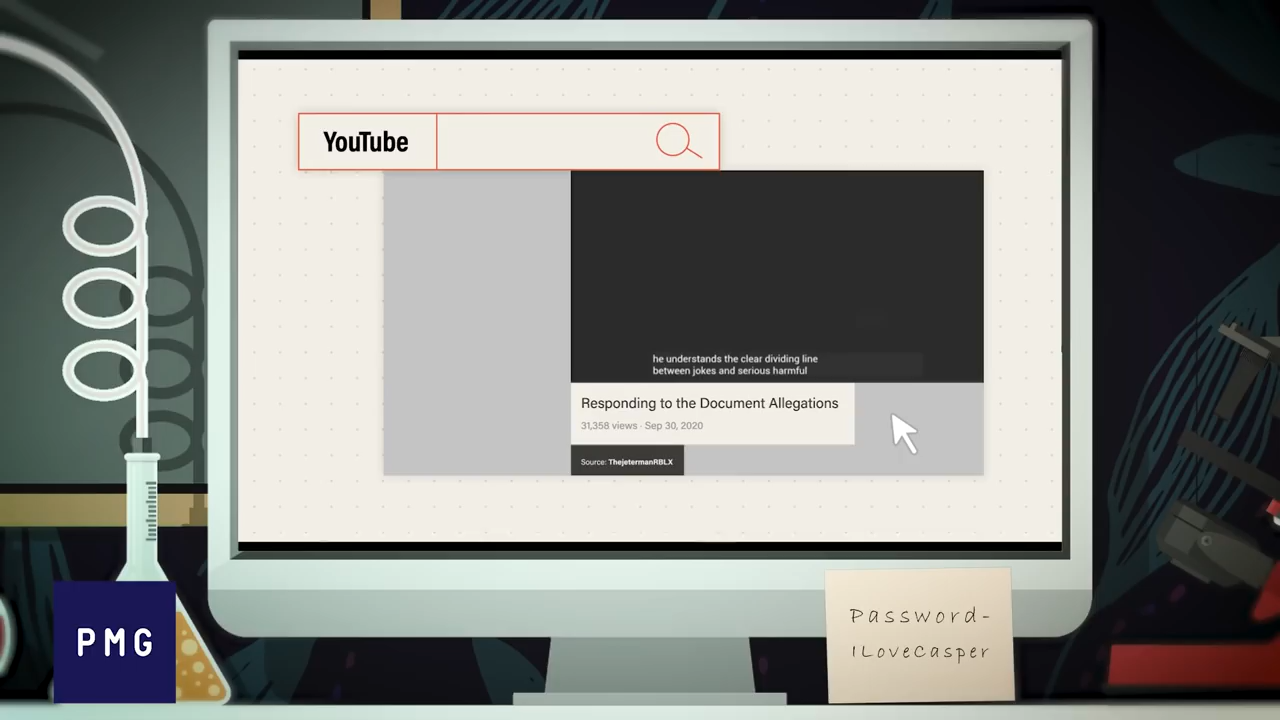 YouTube
he understands the clear dividing line
between jokes and serious harmful
Responding to the Document Allegations
31,358 views · Sep 30, 2020
Source: ThejetermanRBLX
PMG
Password-
ILoveCasper